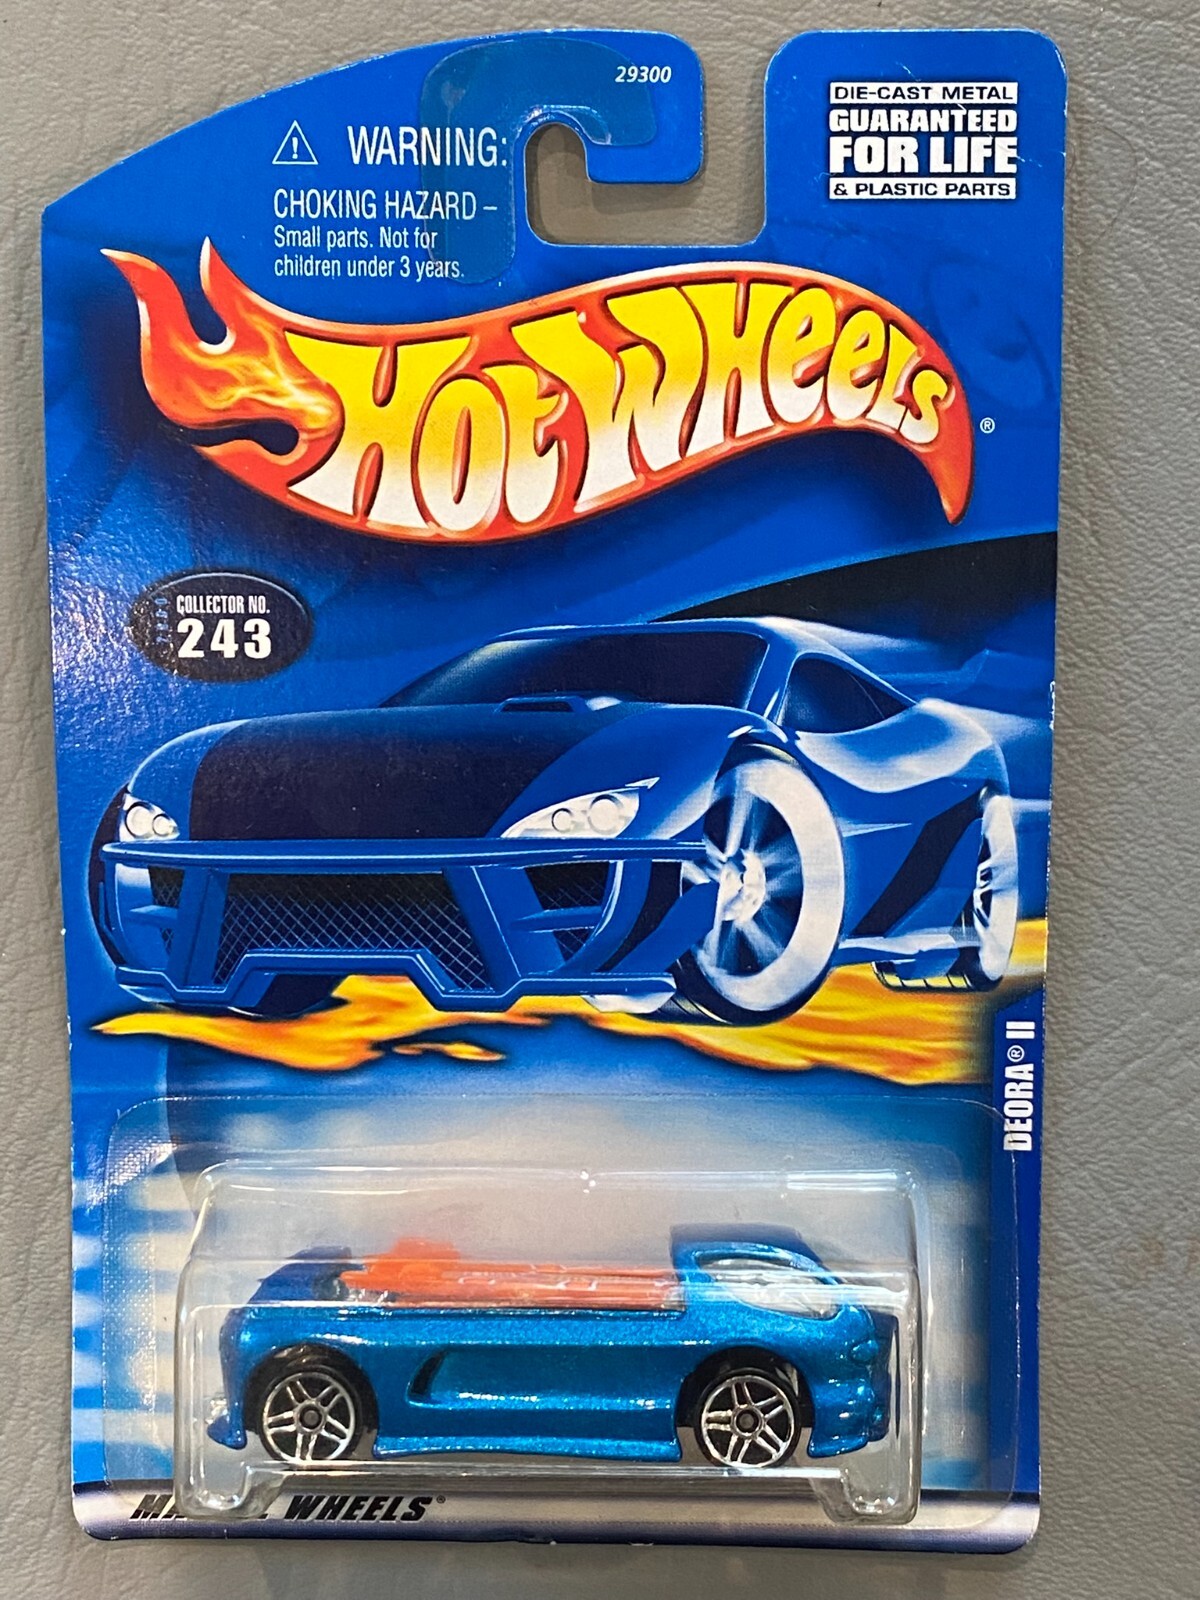 29300
WARNING:
CHOKING HAZARD –
Small parts. Not for
children under 3 years.
DIE-CAST METAL
GUARANTEED
FOR LIFE
& PLASTIC PARTS
HOT WHEELS®
COLLECTOR NO.
243
DEORA® II
WHEELS®